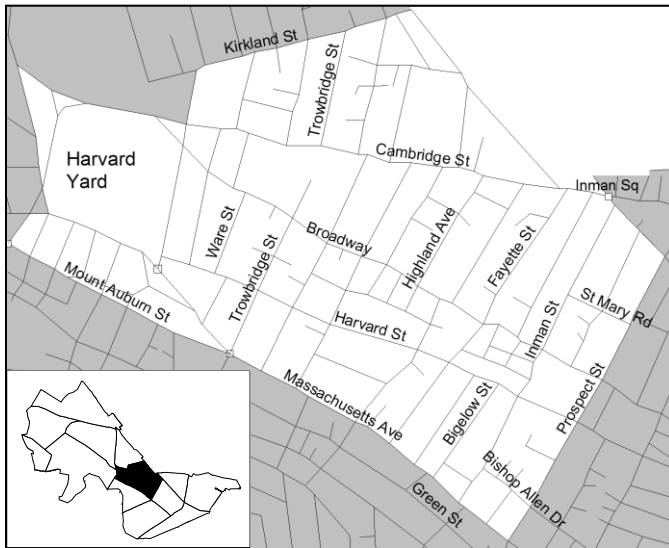 Kirkland St
Trowbridge St
Cambridge St
Harvard
Yard
Inman Sq
Ware St
Trowbridge St
Broadway
Highland Ave
Fayette St
Mount Auburn St
Harvard St
Inman St
St Mary Rd
Massachusetts Ave
Bigelow St
Prospect St
Green St
Bishop Allen Dr